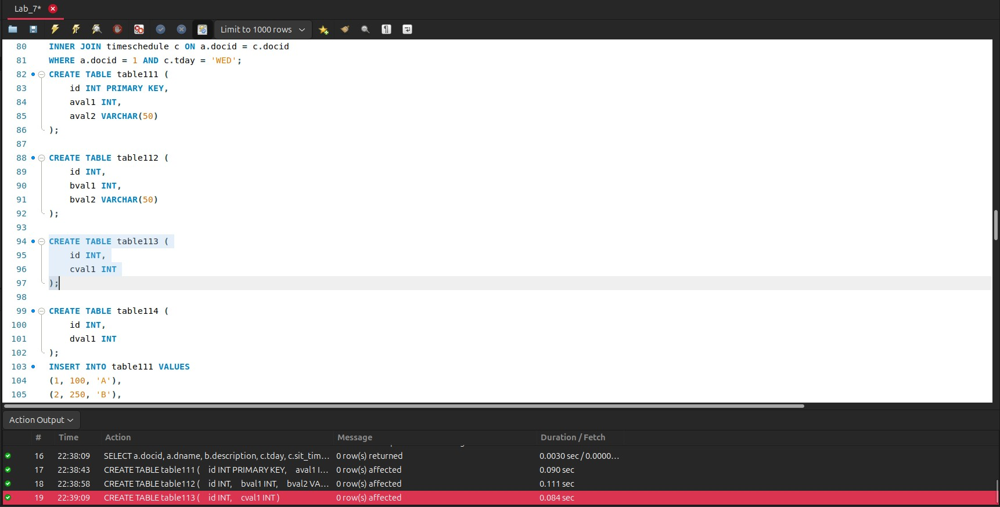 Lab_7*
Limit to 1000 rows
80 INNER JOIN timeschedule c ON a.docid = c.docid
81 WHERE a.docid = 1 AND c.tday = 'WED';
82 CREATE TABLE table111 (
83 id INT PRIMARY KEY,
84 aval1 INT,
85 aval2 VARCHAR(50)
86 );
87
88 CREATE TABLE table112 (
89 id INT,
90 bval1 INT,
91 bval2 VARCHAR(50)
92 );
93
94 CREATE TABLE table113 (
95 id INT,
96 cval1 INT
97 );
98
99 CREATE TABLE table114 (
100 id INT,
101 dval1 INT
102 );
103 INSERT INTO table111 VALUES
104 (1, 100, 'A'),
105 (2, 250, 'B'),
Action Output
# Time Action Message Duration / Fetch
16 22:38:09 SELECT a.docid, a.dname, b.description, c.tday, c.sit_tim... 0 row(s) returned 0.0030 sec / 0.0000...
17 22:38:43 CREATE TABLE table111 ( id INT PRIMARY KEY, aval1 I... 0 row(s) affected 0.090 sec
18 22:38:58 CREATE TABLE table112 ( id INT, bval1 INT, bval2 VA... 0 row(s) affected 0.111 sec
19 22:39:09 CREATE TABLE table113 ( id INT, cval1 INT ) 0 row(s) affected 0.084 sec